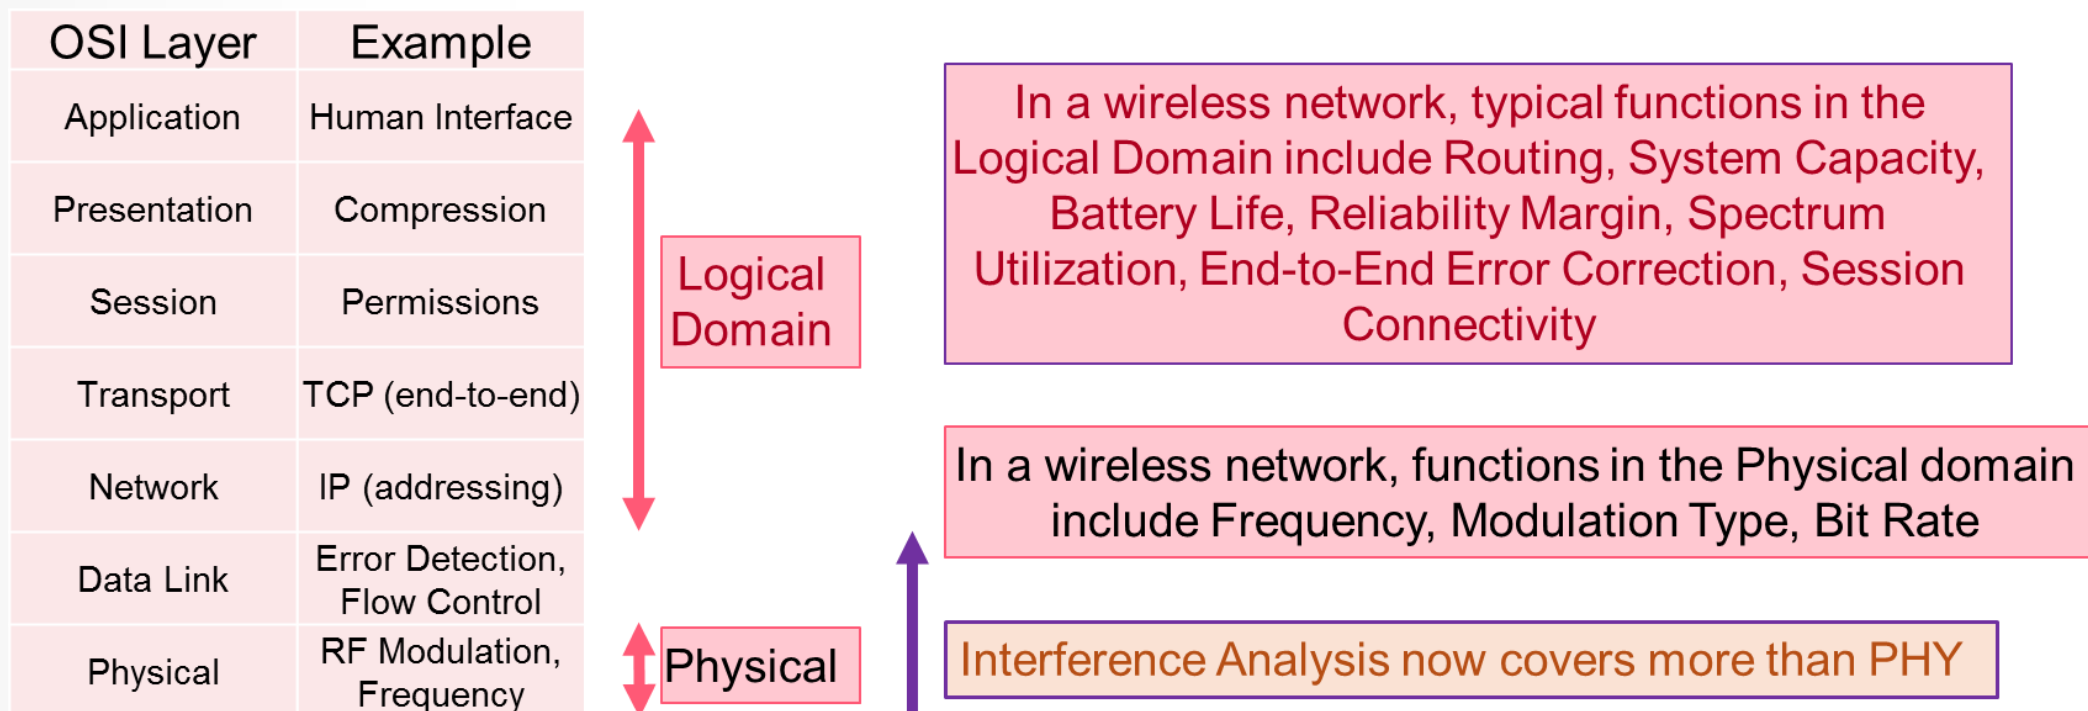 OSI Layer Example
Application Human Interface
Presentation Compression
Session Permissions
Transport TCP (end-to-end)
Network IP (addressing)
Data Link Error Detection,
Flow Control
Physical RF Modulation,
Frequency
Logical
Domain
Physical
In a wireless network, typical functions in the
Logical Domain include Routing, System Capacity,
Battery Life, Reliability Margin, Spectrum
Utilization, End-to-End Error Correction, Session
Connectivity
In a wireless network, functions in the Physical domain
include Frequency, Modulation Type, Bit Rate
Interference Analysis now covers more than PHY